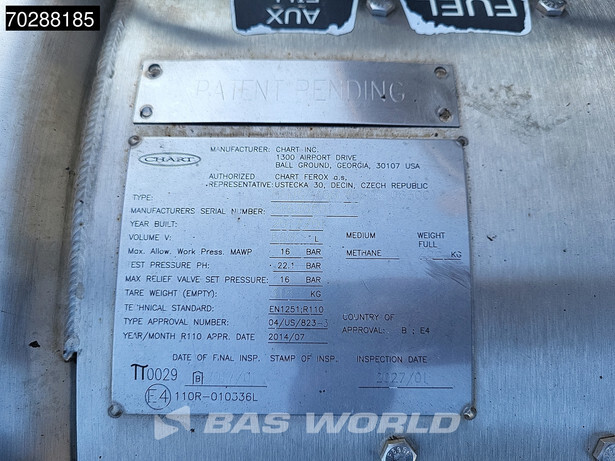 70288185
AUX
FILL
FUEL
PATENT PENDING
CHART
MANUFACTURER: CHART INC.
1300 AIRPORT DRIVE
BALL GROUND, GEORGIA, 30107 USA
AUTHORIZED CHART FEROX a.s.
REPRESENTATIVE: USTECKA 30, DECIN, CZECH REPUBLIC
TYPE:
MANUFACTURERS SERIAL NUMBER:
YEAR BUILT:
VOLUME V: L MEDIUM WEIGHT
FULL
Max. Allow. Work Press. MAWP 16 BAR METHANE KG
TEST PRESSURE PH: 22.1 BAR
MAX RELIEF VALVE SET PRESSURE: 16 BAR
TARE WEIGHT (EMPTY): KG
TECHNICAL STANDARD: EN1251;R110
TYPE APPROVAL NUMBER: 04/US/823-3 COUNTRY OF
APPROVAL: B ; E4
YEAR/MONTH R110 APPR. DATE 2014/07
DATE OF FINAL INSP. STAMP OF INSP. INSPECTION DATE
π0029
E4 110R-010336L
BAS WORLD